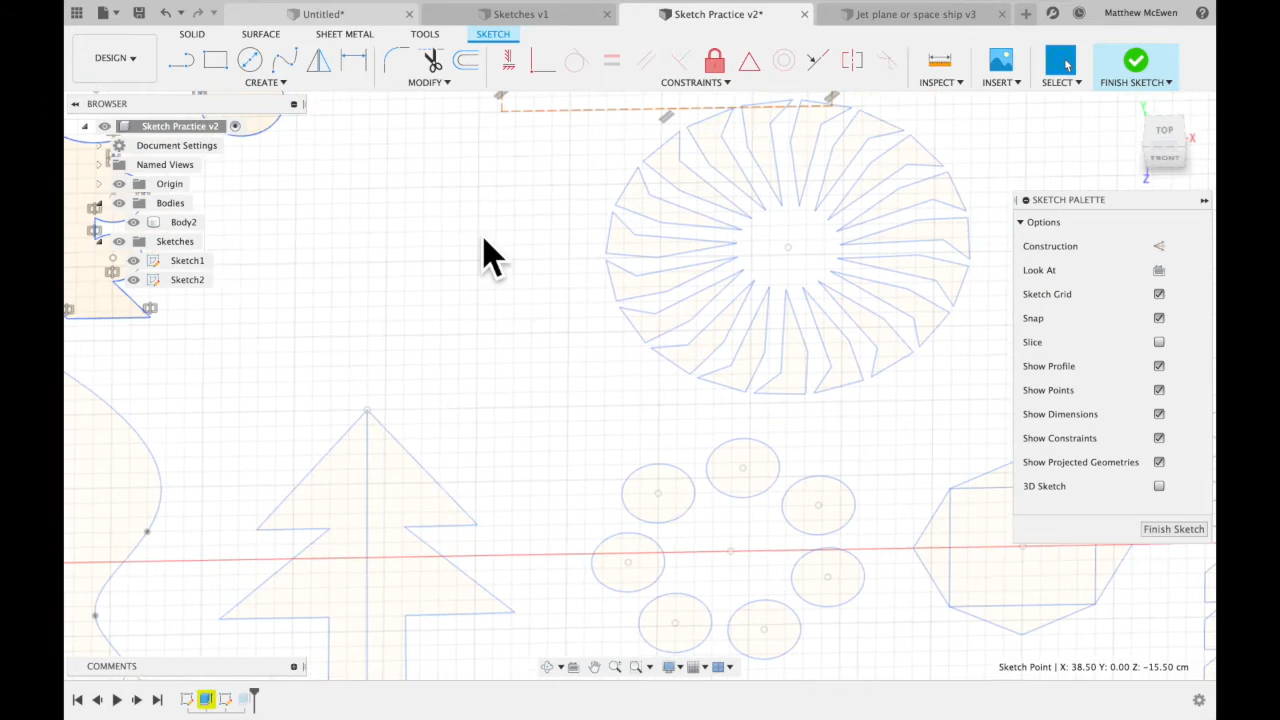 Untitled*
Sketches v1
Sketch Practice v2*
Jet plane or space ship v3
Matthew McEwen
SOLID
SURFACE
SHEET METAL
TOOLS
SKETCH
DESIGN
CREATE
MODIFY
CONSTRAINTS
INSPECT
INSERT
SELECT
FINISH SKETCH
BROWSER
Sketch Practice v2
Document Settings
Named Views
Origin
Bodies
Body2
Sketches
Sketch1
Sketch2
Y
TOP
X
FRONT
Z
SKETCH PALETTE
Options
Construction
Look At
Sketch Grid
Snap
Slice
Show Profile
Show Points
Show Dimensions
Show Constraints
Show Projected Geometries
3D Sketch
Finish Sketch
COMMENTS
Sketch Point | X: 38.50 Y: 0.00 Z: -15.50 cm